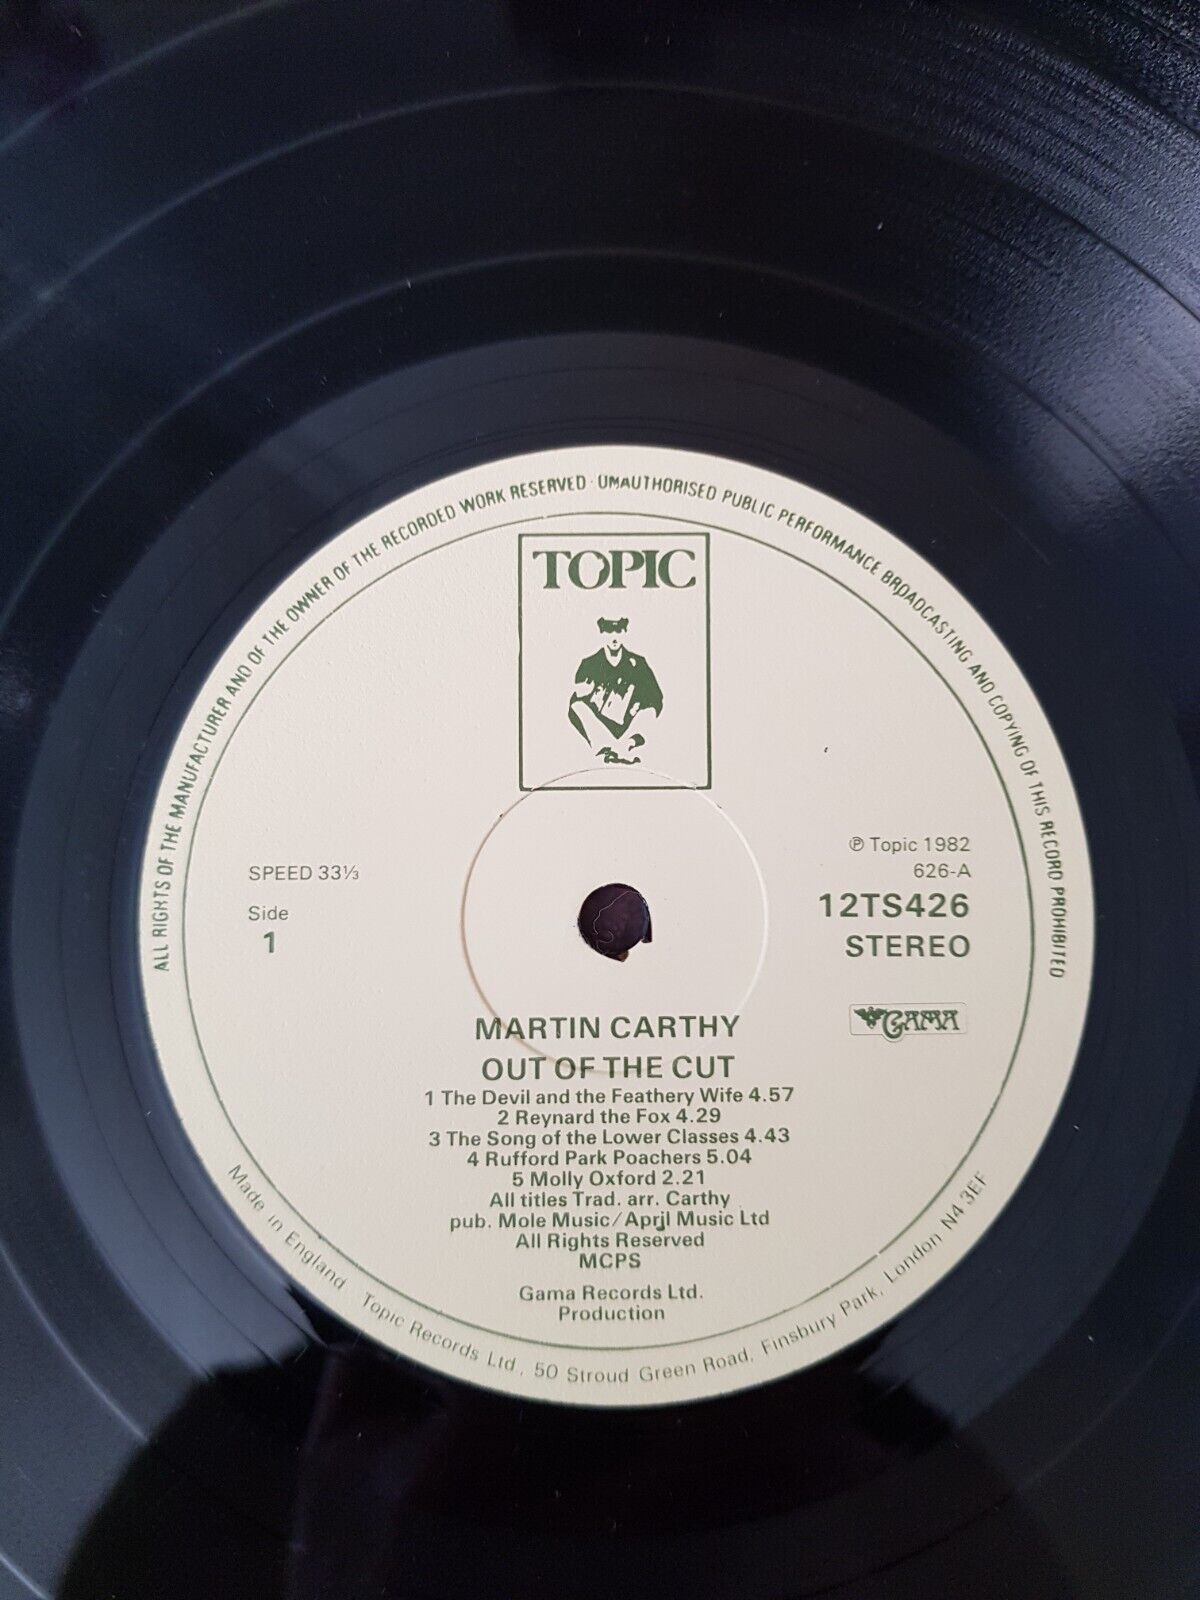 ALL RIGHTS OF THE MANUFACTURER AND OF THE OWNER OF THE RECORDED WORK RESERVED · UNAUTHORISED PUBLIC PERFORMANCE BROADCASTING AND COPYING OF THIS RECORD PROHIBITED
TOPIC
SPEED 33⅓
Side
1
℗ Topic 1982
626-A
12TS426
STEREO
GAMA
MARTIN CARTHY
OUT OF THE CUT
1 The Devil and the Feathery Wife 4.57
2 Reynard the Fox 4.29
3 The Song of the Lower Classes 4.43
4 Rufford Park Poachers 5.04
5 Molly Oxford 2.21
All titles Trad. arr. Carthy
pub. Mole Music/April Music Ltd
All Rights Reserved
MCPS
Gama Records Ltd.
Production
Made in England Topic Records Ltd., 50 Stroud Green Road, Finsbury Park, London N4 3EF